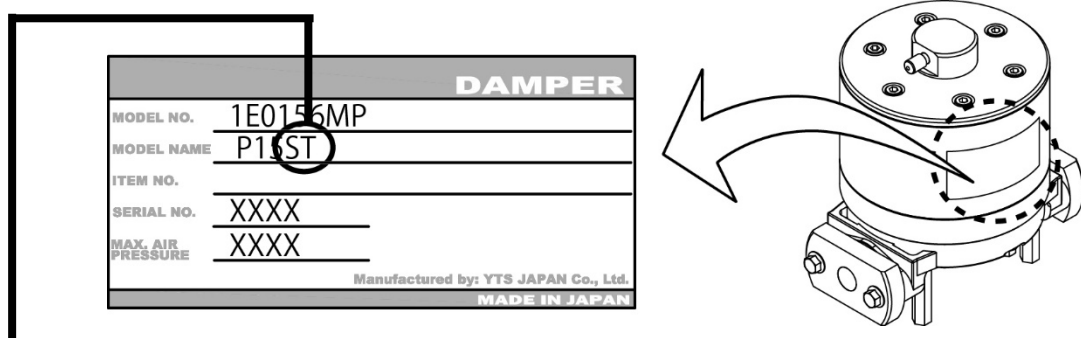 DAMPER
MODEL NO. 1E0156MP
MODEL NAME P15ST
ITEM NO.
SERIAL NO. XXXX
MAX. AIR
PRESSURE XXXX
Manufactured by: YTS JAPAN Co., Ltd.
MADE IN JAPAN